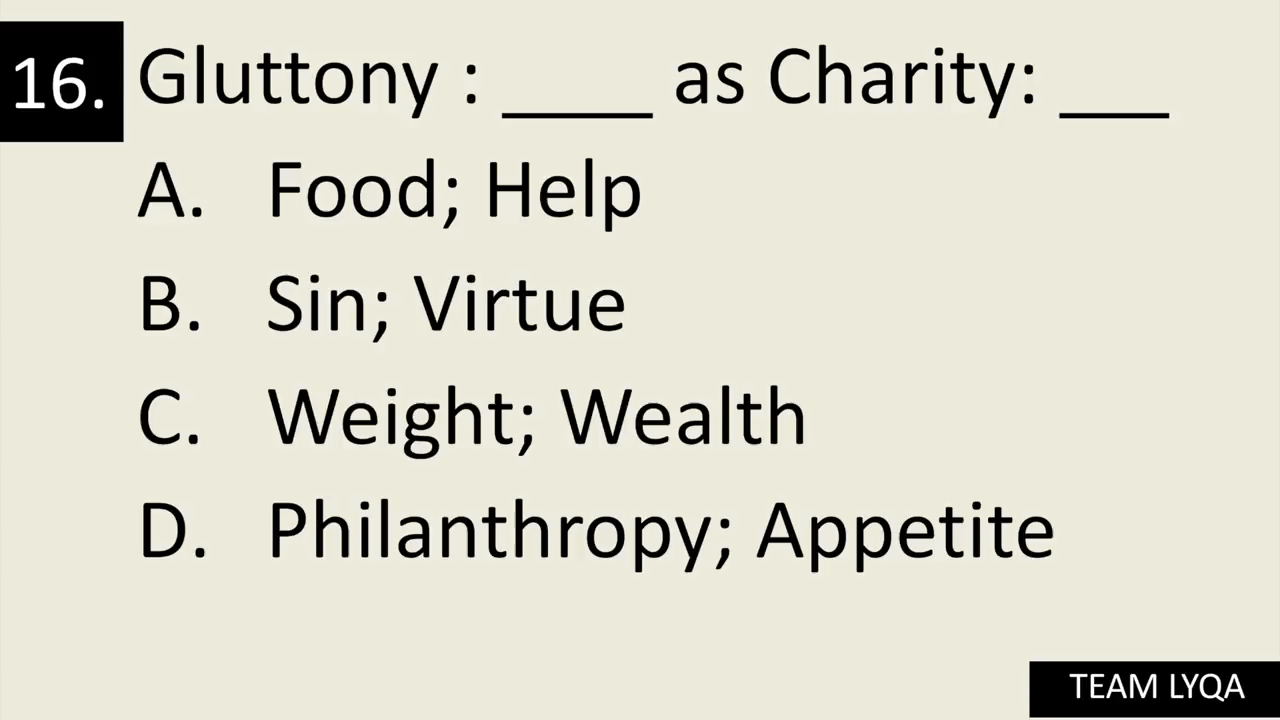 16. Gluttony : ____ as Charity: ___
A. Food; Help
B. Sin; Virtue
C. Weight; Wealth
D. Philanthropy; Appetite
TEAM LYQA